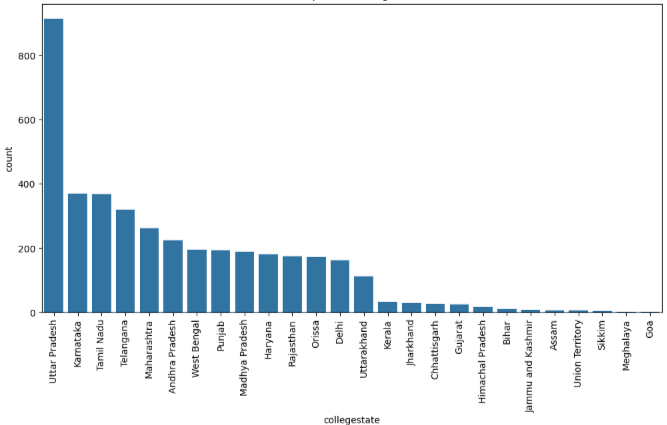 800
600
400
200
0
count
Uttar Pradesh
Karnataka
Tamil Nadu
Telangana
Maharashtra
Andhra Pradesh
West Bengal
Punjab
Madhya Pradesh
Haryana
Rajasthan
Orissa
Delhi
Uttarakhand
Kerala
Jharkhand
Chhattisgarh
Gujarat
Himachal Pradesh
Bihar
Jammu and Kashmir
Assam
Union Territory
Sikkim
Meghalaya
Goa
collegestate